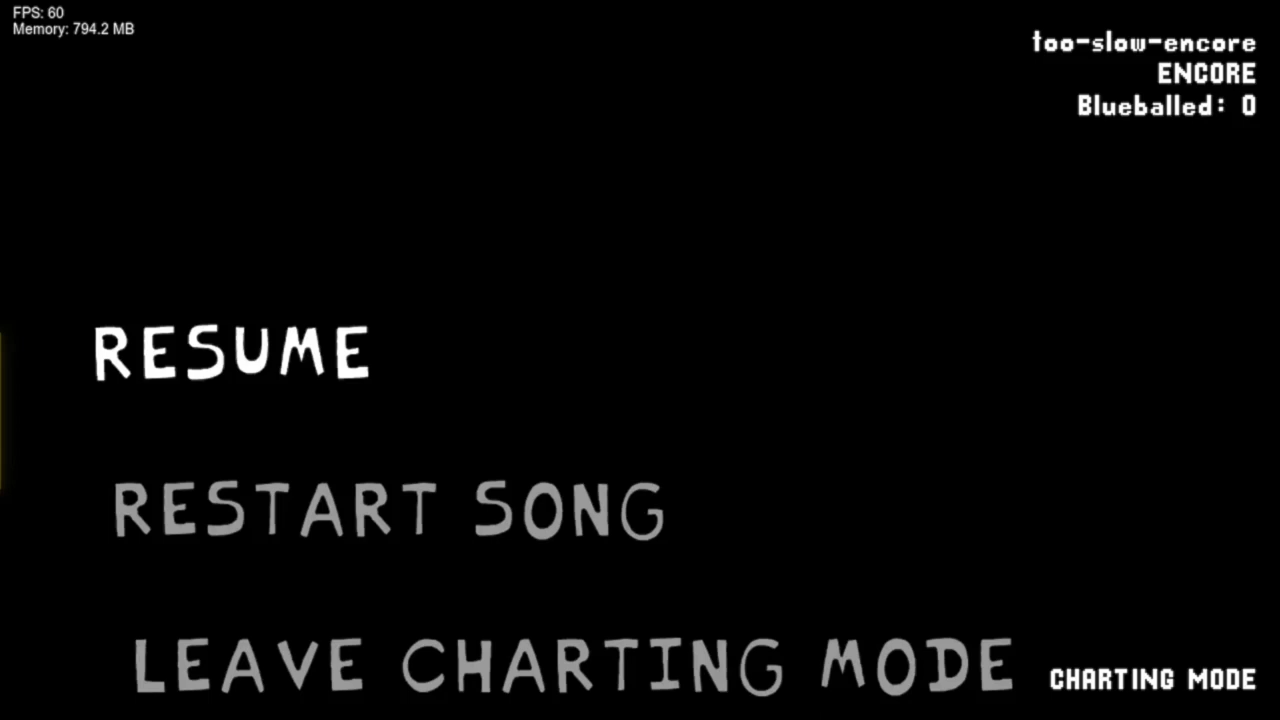 FPS: 60
Memory: 794.2 MB
too-slow-encore
ENCORE
Blueballed: 0
RESUME
RESTART SONG
LEAVE CHARTING MODE
CHARTING MODE